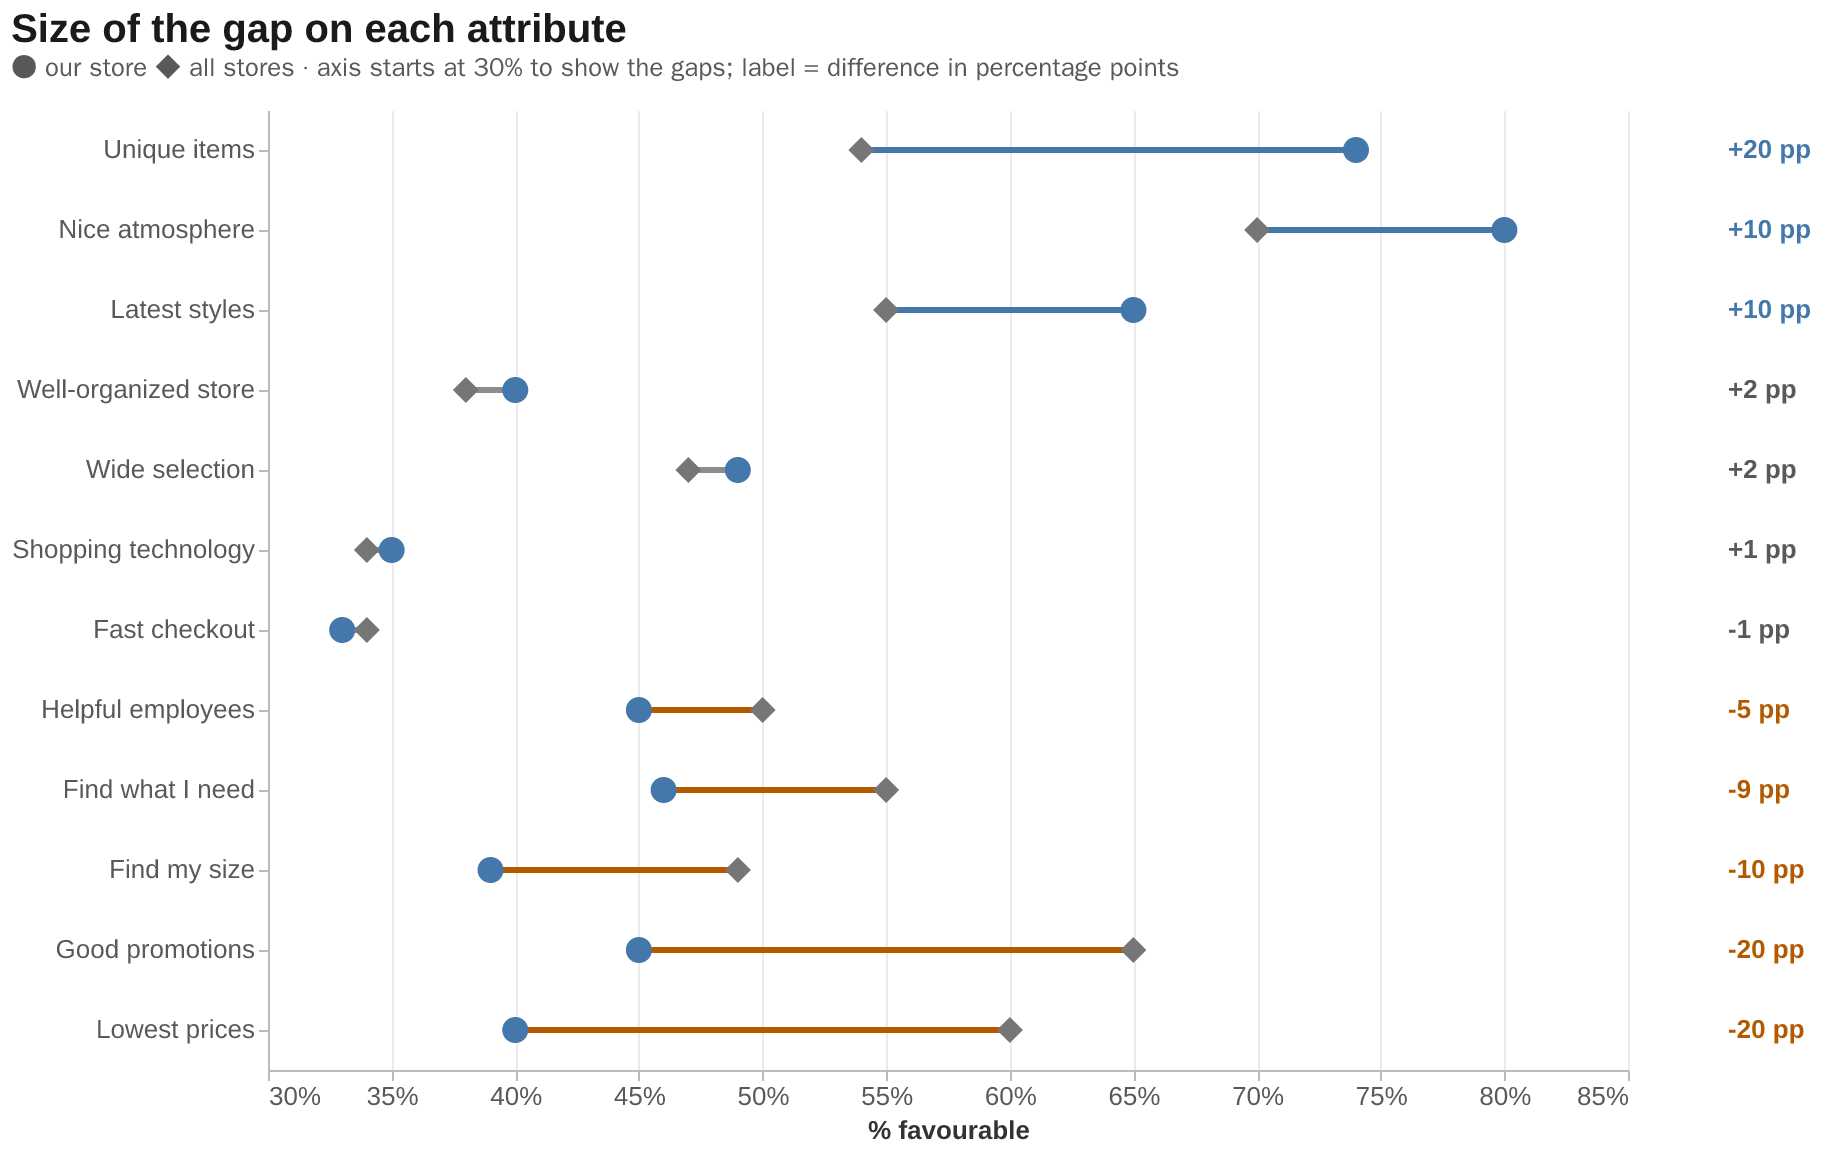 Size of the gap on each attribute
our store all stores · axis starts at 30% to show the gaps; label = difference in percentage points
Unique items +20 pp
Nice atmosphere +10 pp
Latest styles +10 pp
Well-organized store +2 pp
Wide selection +2 pp
Shopping technology +1 pp
Fast checkout -1 pp
Helpful employees -5 pp
Find what I need -9 pp
Find my size -10 pp
Good promotions -20 pp
Lowest prices -20 pp
30% 35% 40% 45% 50% 55% 60% 65% 70% 75% 80% 85%
% favourable